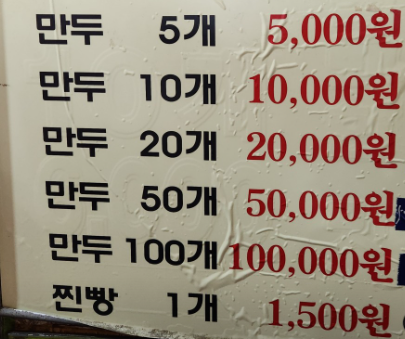 만두 5개 5,000원
만두 10개 10,000원
만두 20개 20,000원
만두 50개 50,000원
만두 100개 100,000원
찐빵 1개 1,500원